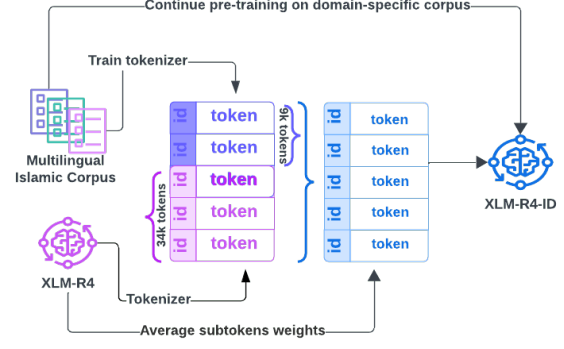 Continue pre-training on domain-specific corpus
Train tokenizer
id token id token
id token id token
id token id token
id token id token
id token id token
9k tokens
34k tokens
Multilingual
Islamic Corpus
XLM-R4
XLM-R4-ID
Tokenizer
Average subtokens weights